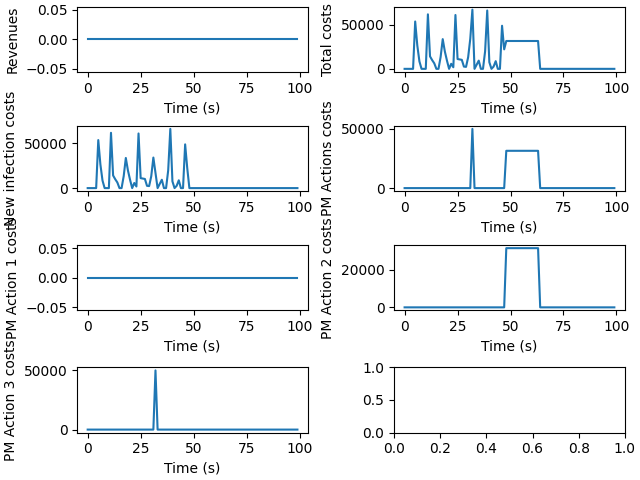 Revenues
0.05
0.00
−0.05
0 25 50 75 100
Time (s)
Total costs
50000
0
0 25 50 75 100
Time (s)
New infection costs
50000
0
0 25 50 75 100
Time (s)
PM Actions costs
50000
0
0 25 50 75 100
Time (s)
PM Action 1 costs
0.05
0.00
−0.05
0 25 50 75 100
Time (s)
PM Action 2 costs
20000
0
0 25 50 75 100
Time (s)
PM Action 3 costs
50000
0
0 25 50 75 100
Time (s)
1.0
0.5
0.0
0.0 0.2 0.4 0.6 0.8 1.0